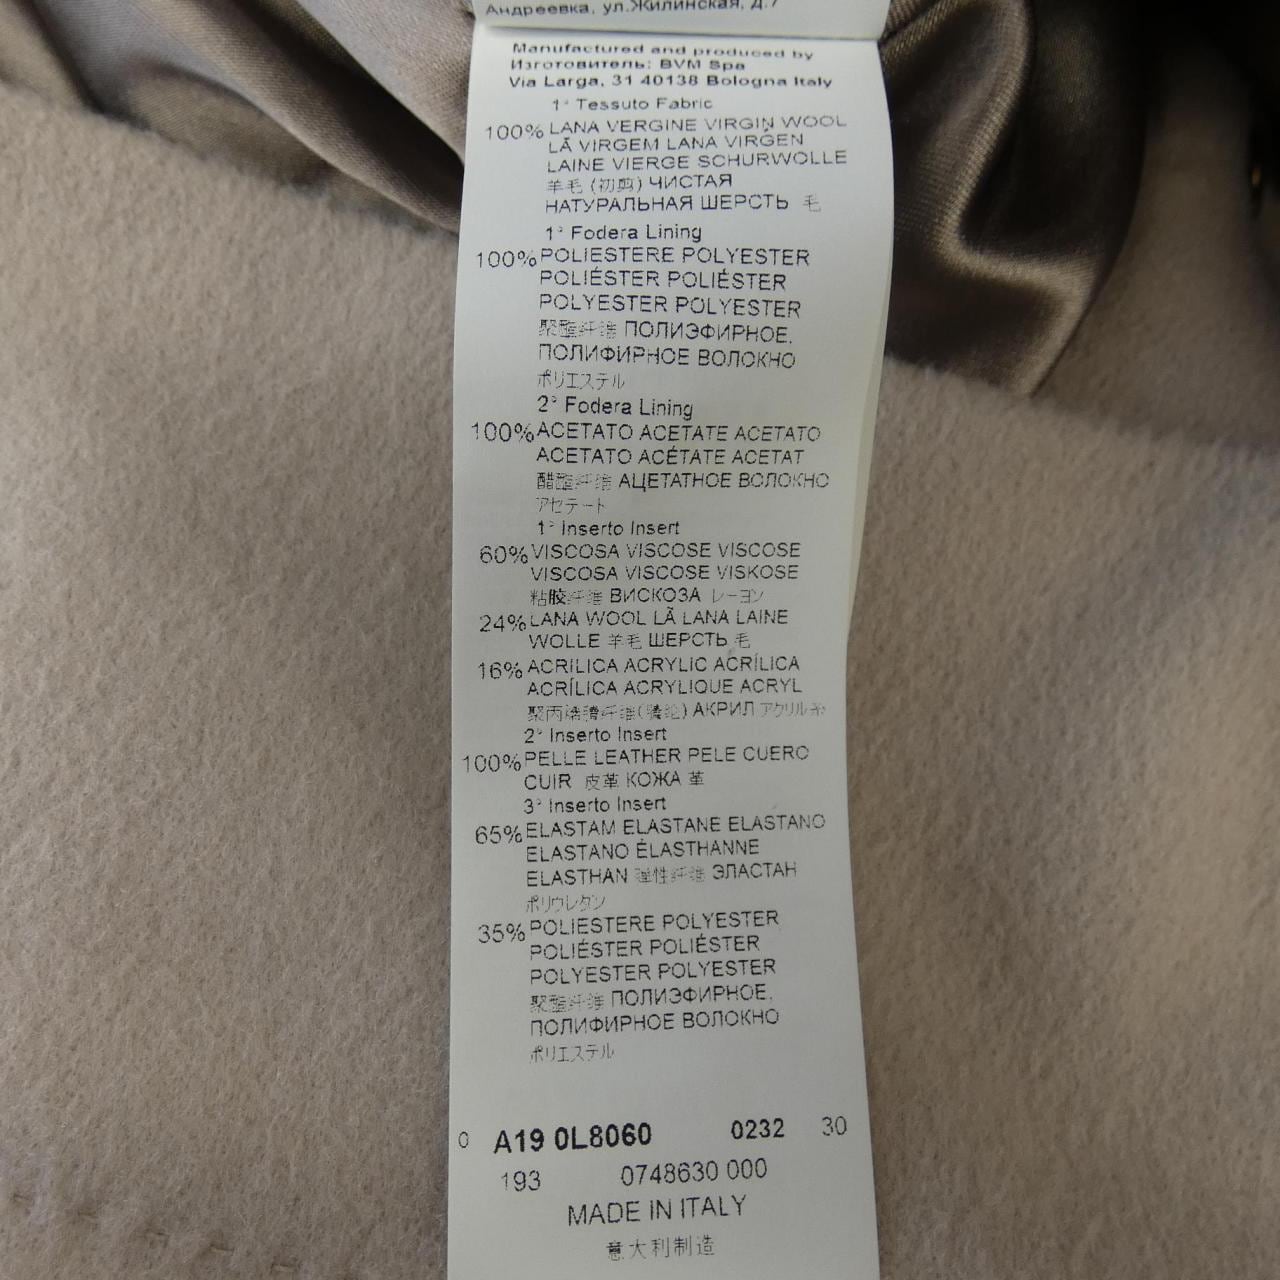 Андреевка, ул.Жилинская, д.7
Manufactured and produced by
Изготовитель: BVM Spa
Via Larga, 31 40138 Bologna Italy
1° Tessuto Fabric
100% LANA VERGINE VIRGIN WOOL
LÃ VIRGEM LANA VIRGEN
LAINE VIERGE SCHURWOLLE
羊毛 (初剪) ЧИСТАЯ
НАТУРАЛЬНАЯ ШЕРСТЬ 毛
1° Fodera Lining
100% POLIESTERE POLYESTER
POLIÉSTER POLIÉSTER
POLYESTER POLYESTER
聚酯纤维 ПОЛИЭФИРНОЕ,
ПОЛИФИРНОЕ ВОЛОКНО
ポリエステル
2° Fodera Lining
100% ACETATO ACETATE ACETATO
ACETATO ACÉTATE ACETAT
醋酯纤维 АЦЕТАТНОЕ ВОЛОКНО
アセテート
1° Inserto Insert
60% VISCOSA VISCOSE VISCOSE
VISCOSA VISCOSE VISKOSE
粘胶纤维 ВИСКОЗА レーヨン
24% LANA WOOL LÃ LANA LAINE
WOLLE 羊毛 ШЕРСТЬ 毛
16% ACRILICA ACRYLIC ACRÍLICA
ACRÍLICA ACRYLIQUE ACRYL
聚丙烯腈纤维(腈纶) АКРИЛ アクリル系
2° Inserto Insert
100% PELLE LEATHER PELE CUERO
CUIR 皮革 КОЖА 革
3° Inserto Insert
65% ELASTAM ELASTANE ELASTANO
ELASTANO ÉLASTHANNE
ELASTHAN 弹性纤维 ЭЛАСТАН
ポリウレタン
35% POLIESTERE POLYESTER
POLIÉSTER POLIÉSTER
POLYESTER POLYESTER
聚酯纤维 ПОЛИЭФИРНОЕ,
ПОЛИФИРНОЕ ВОЛОКНО
ポリエステル
0 A19 0L8060 0232 30
193 0748630 000
MADE IN ITALY
意大利制造